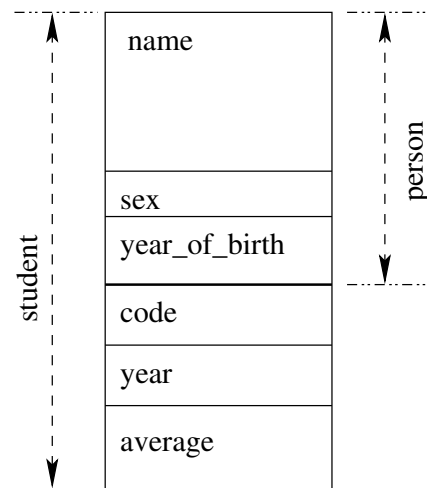 name
sex
year_of_birth
code
year
average
student
person